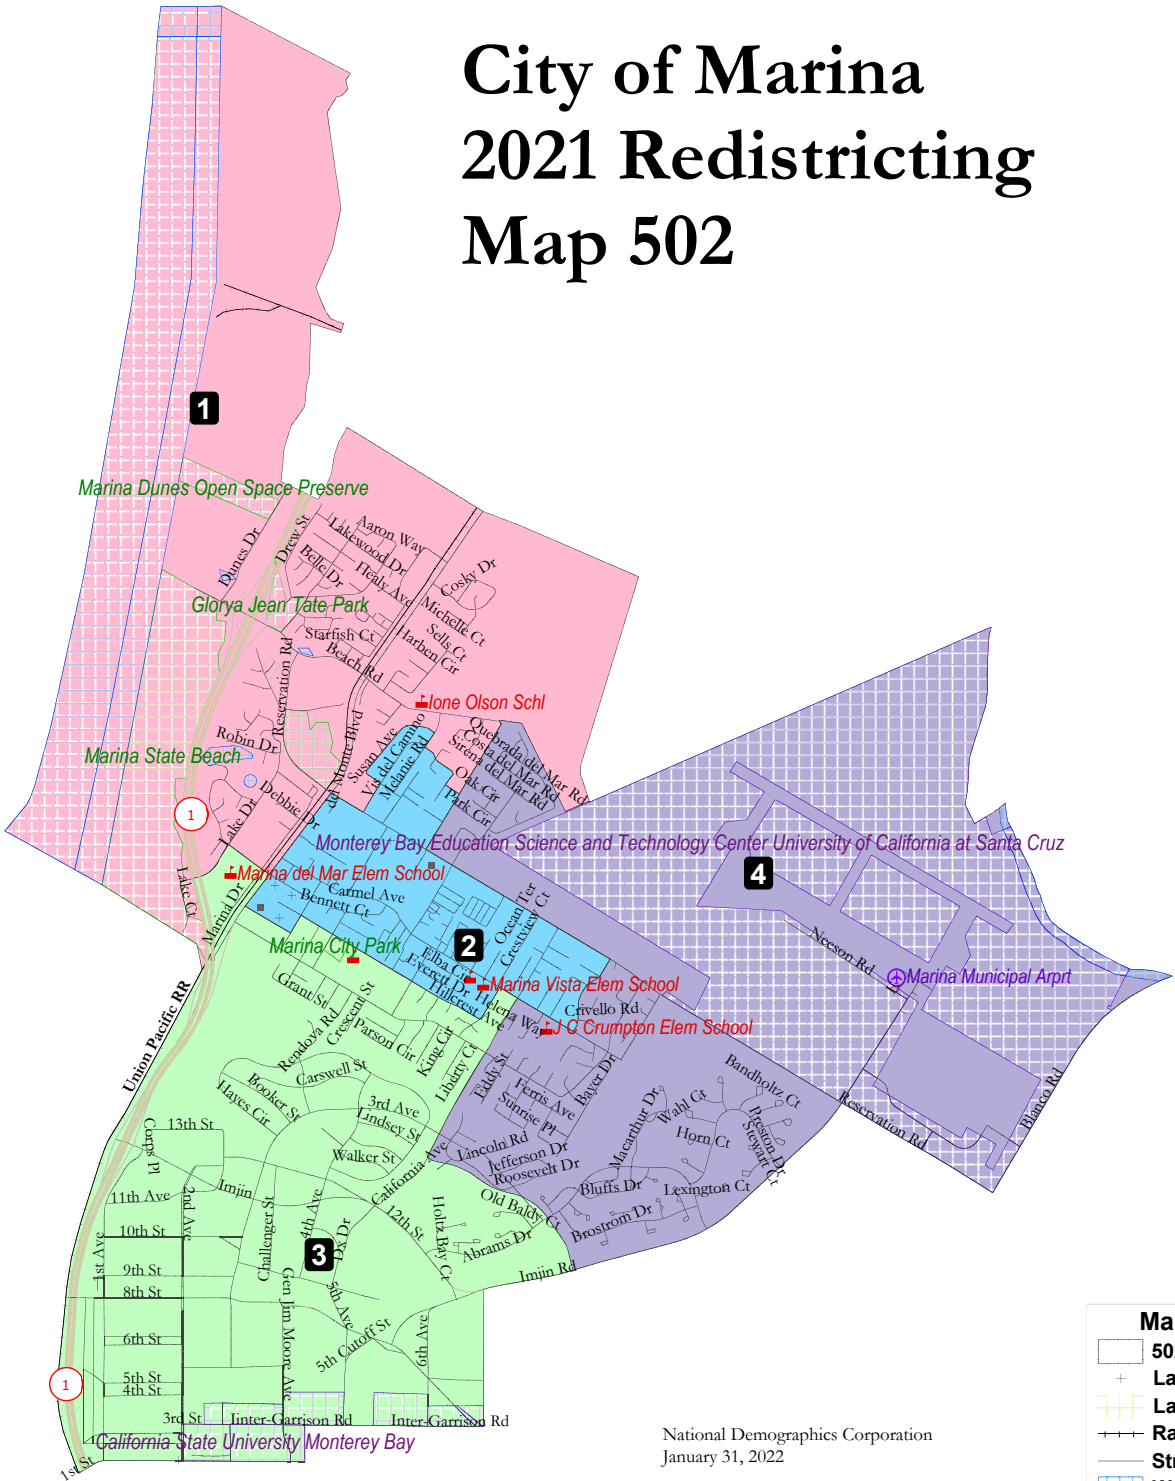 City of Marina
2021 Redistricting
Map 502
1
Marina Dunes Open Space Preserve
Aaron Way
Lakewood Dr
Drew St
Dunes Dr
Belle Dr
Healy Ave
Cosky Dr
Glorya Jean Tate Park
Michelle Ct
Starfish Ct
Sells Ct
Harben Cir
Beach Rd
Reservation Rd
Ione Olson Schl
Robin Dr
del Monte Blvd
Susan Ave
Vis del Camino
Melanie Rd
Quebrada del Mar Rd
Costa del Mar Rd
Sirena del Mar Rd
Marina State Beach
Oak Cir
Park Cir
Debbie Dr
Lake Dr
1
Monterey Bay Education Science and Technology Center University of California at Santa Cruz
4
Marina del Mar Elem School
Lake Ct
Carmel Ave
Bennett Ct
Marina Dr
Ocean Ter
Crestview Ct
Marina City Park
2
Neeson Rd
Marina Municipal Arprt
Elba Cir
Everett Dr
Hillcrest Ave
Marina Vista Elem School
Helena Way
Crivello Rd
J C Crumpton Elem School
Grant St
Rendova Rd
Crescent St
Parson Cir
King Cir
Liberty Ct
Union Pacific RR
Carswell St
Booker St
Hayes Cir
Eddy St
Ferris Ave
Sunrise Pl
Bayer Dr
Bandholtz Ct
3rd Ave
Lindsey St
Macarthur Dr
Wahl Ct
Reservation Rd
Blanco Rd
13th St
Corps Pl
Lincoln Rd
Jefferson Dr
Roosevelt Dr
Horn Ct
Preston Dr
Stewart Ct
Walker St
California Ave
11th Ave
2nd Ave
Imjin
Bluffs Dr
Lexington Ct
Old Baldy Ct
Challenger St
4th Ave
Dx Dr
12th St
Holtz Bay Ct
10th St
Brostrom Dr
Abrams Dr
3
1st Ave
9th St
Imjin Rd
8th St
Gen Jim Moore Ave
5th Ave
6th St
5th Cutoff St
6th Ave
5th St
4th St
1
3rd St
Iinter-Garrison Rd
Inter-Garrison Rd
California State University Monterey Bay
1st St
National Demographics Corporation
January 31, 2022
Ma
50
La
La
Ra
Str